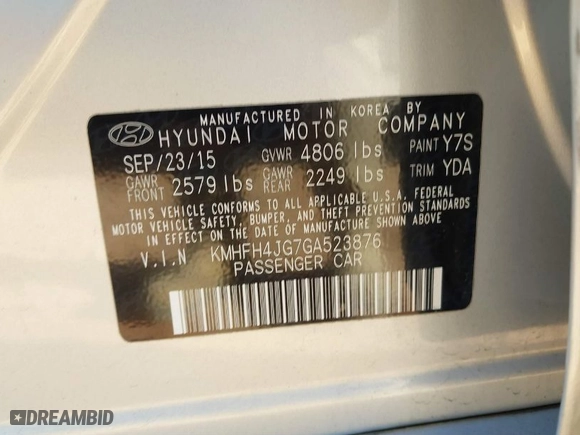 MANUFACTURED IN KOREA BY
HYUNDAI MOTOR COMPANY
SEP/23/15 GVWR 4806 lbs PAINT Y7S
GAWR FRONT 2579 lbs GAWR REAR 2249 lbs TRIM YDA
THIS VEHICLE CONFORMS TO ALL APPLICABLE U.S.A. FEDERAL
MOTOR VEHICLE SAFETY, BUMPER, AND THEFT PREVENTION STANDARDS
IN EFFECT ON THE DATE OF MANUFACTURE SHOWN ABOVE
V.I.N KMHFH4JG7GA523876
PASSENGER CAR
DREAMBID